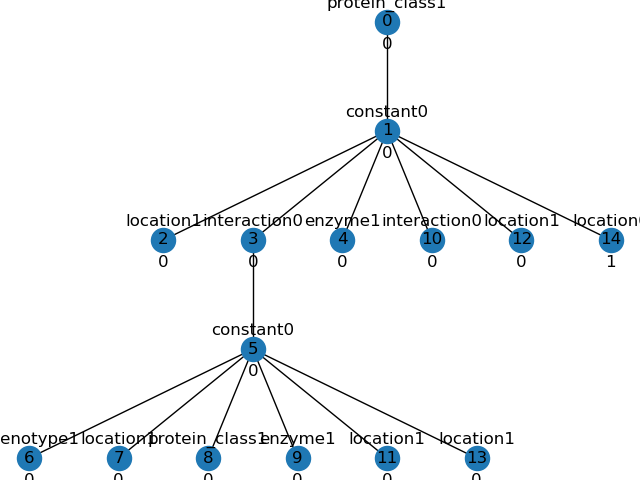 protein_class1
0
0
constant0
1
0
location1 interaction0 enzyme1 interaction0 location1 location0
2 3 4 10 12 14
0 0 0 0 0 1
constant0
5
0
enotype1 location1 protein_class1 enzyme1 location1 location1
6 7 8 9 11 13
0 0 0 0 0 0